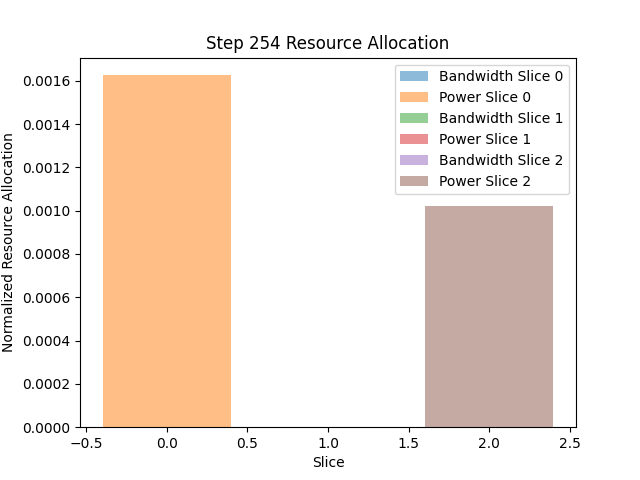 Step 254 Resource Allocation
Normalized Resource Allocation
0.0016
0.0014
0.0012
0.0010
0.0008
0.0006
0.0004
0.0002
0.0000
Bandwidth Slice 0
Power Slice 0
Bandwidth Slice 1
Power Slice 1
Bandwidth Slice 2
Power Slice 2
−0.5 0.0 0.5 1.0 1.5 2.0 2.5
Slice